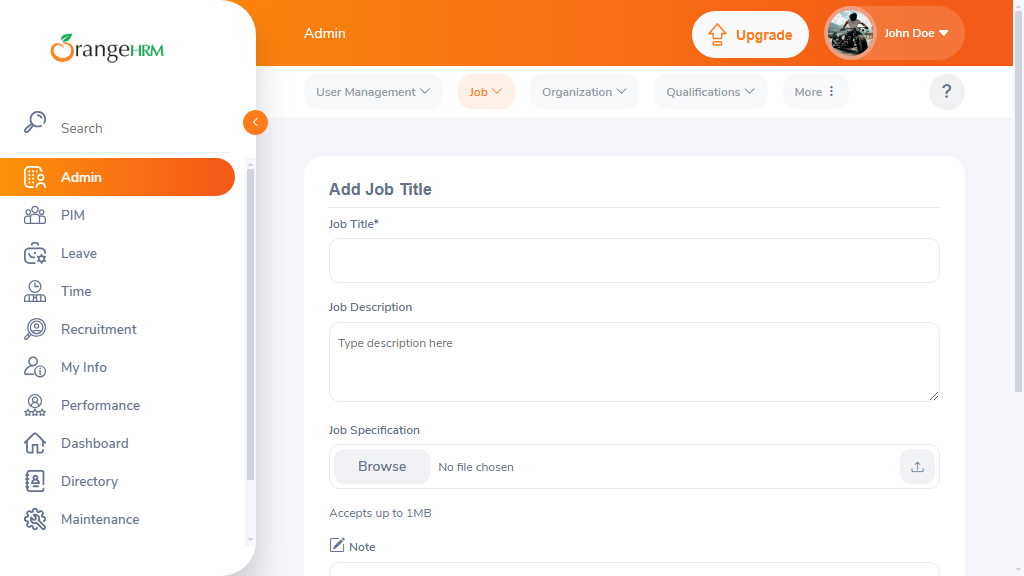 OrangeHRM
Admin
Upgrade
John Doe
User Management
Job
Organization
Qualifications
More
?
Search
Admin
PIM
Leave
Time
Recruitment
My Info
Performance
Dashboard
Directory
Maintenance
Add Job Title
Job Title*
Job Description
Type description here
Job Specification
Browse No file chosen
Accepts up to 1MB
Note